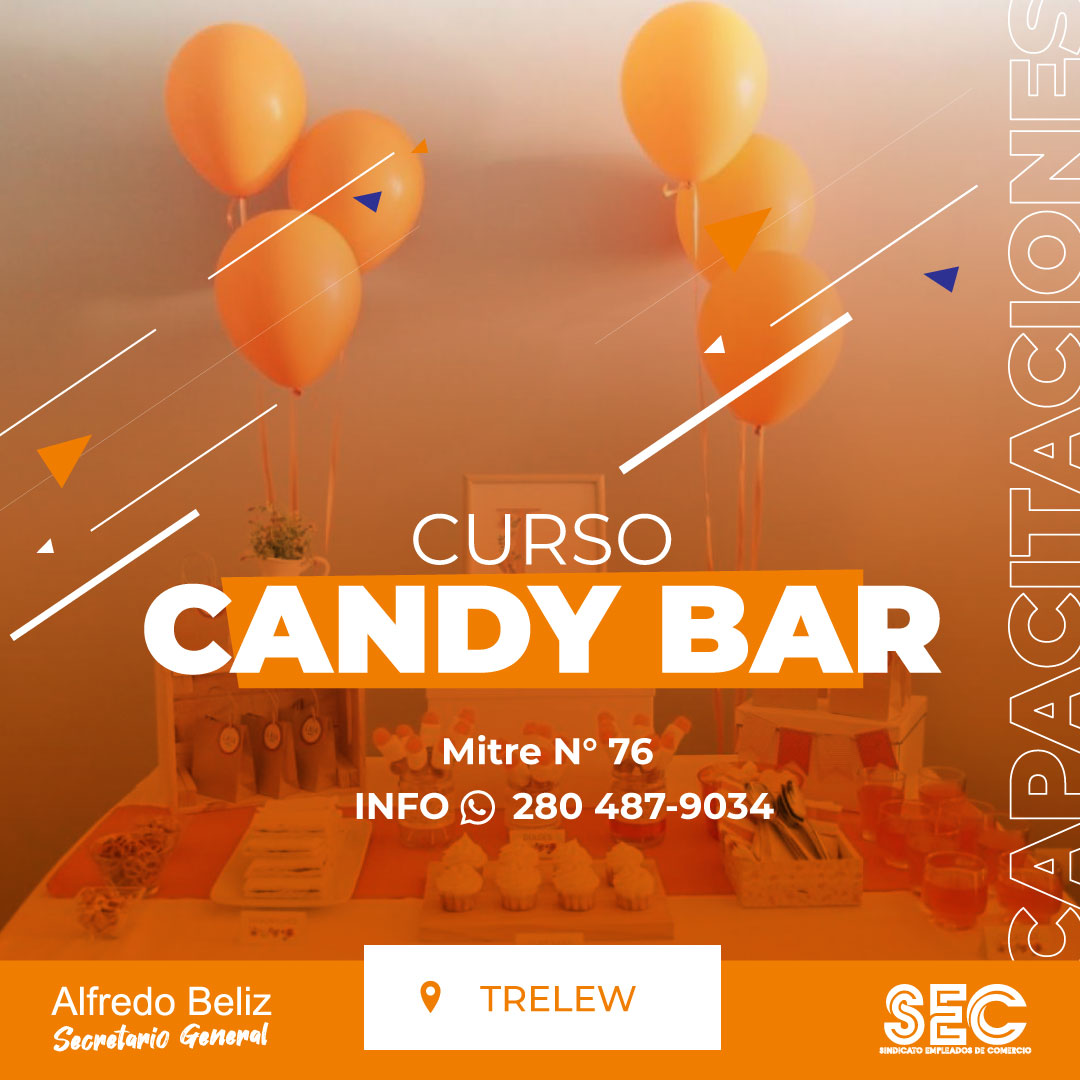 CAPACITACIONES
CURSO
CANDY BAR
Mitre N° 76
INFO 280 487-9034
Alfredo Beliz
Secretario General
TRELEW
SEC
SINDICATO EMPLEADOS DE COMERCIO